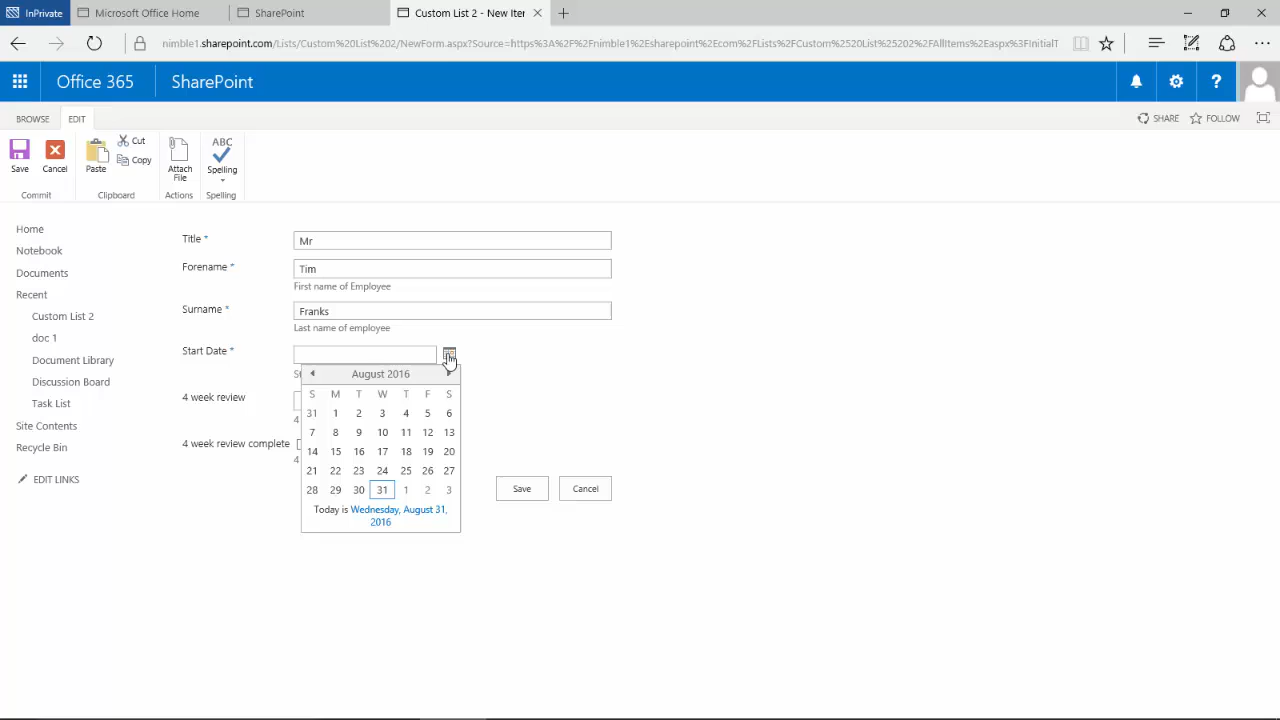 InPrivate
Microsoft Office Home
SharePoint
Custom List 2 - New Iter
nimble1.sharepoint.com/Lists/Custom%20List%202/NewForm.aspx?Source=https%3A%2F%2Fnimble1%2Esharepoint%2Ecom%2FLists%2FCustom%2520List%25202%2FAllItems%2Easpx%3FInitialT
Office 365
SharePoint
?
BROWSE
EDIT
SHARE
FOLLOW
Save
Cancel
Paste
Cut
Copy
Attach
File
ABC
Spelling
Commit
Clipboard
Actions
Spelling
Home
Notebook
Documents
Recent
Custom List 2
doc 1
Document Library
Discussion Board
Task List
Site Contents
Recycle Bin
EDIT LINKS
Title * Mr
Forename * Tim
First name of Employee
Surname * Franks
Last name of employee
Start Date *
August 2016
S M T W T F S
31 1 2 3 4 5 6
7 8 9 10 11 12 13
14 15 16 17 18 19 20
21 22 23 24 25 26 27
28 29 30 31 1 2 3
Today is Wednesday, August 31,
2016
4 week review
4
4 week review complete
4
Save
Cancel